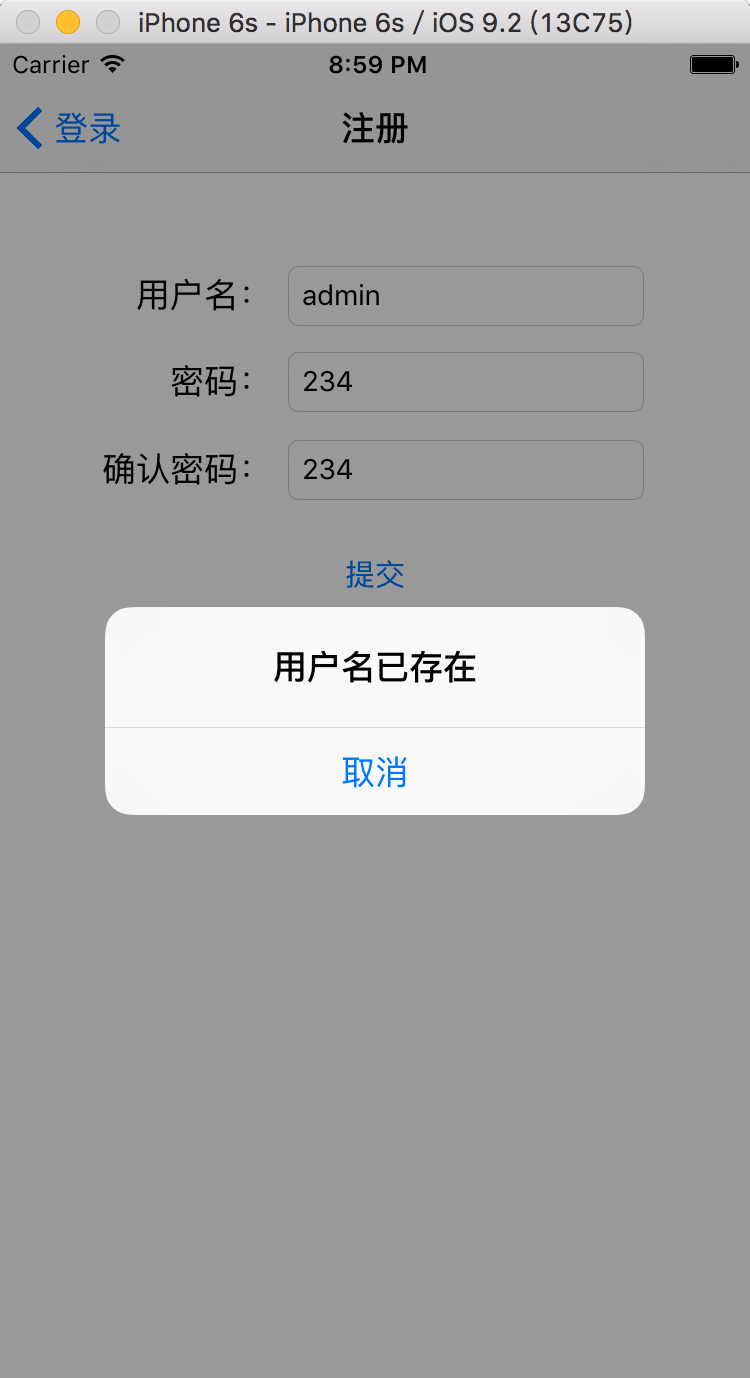 iPhone 6s - iPhone 6s / iOS 9.2 (13C75)
Carrier 8:59 PM
登录 注册
用户名： admin
密码： 234
确认密码： 234
提交
用户名已存在
取消